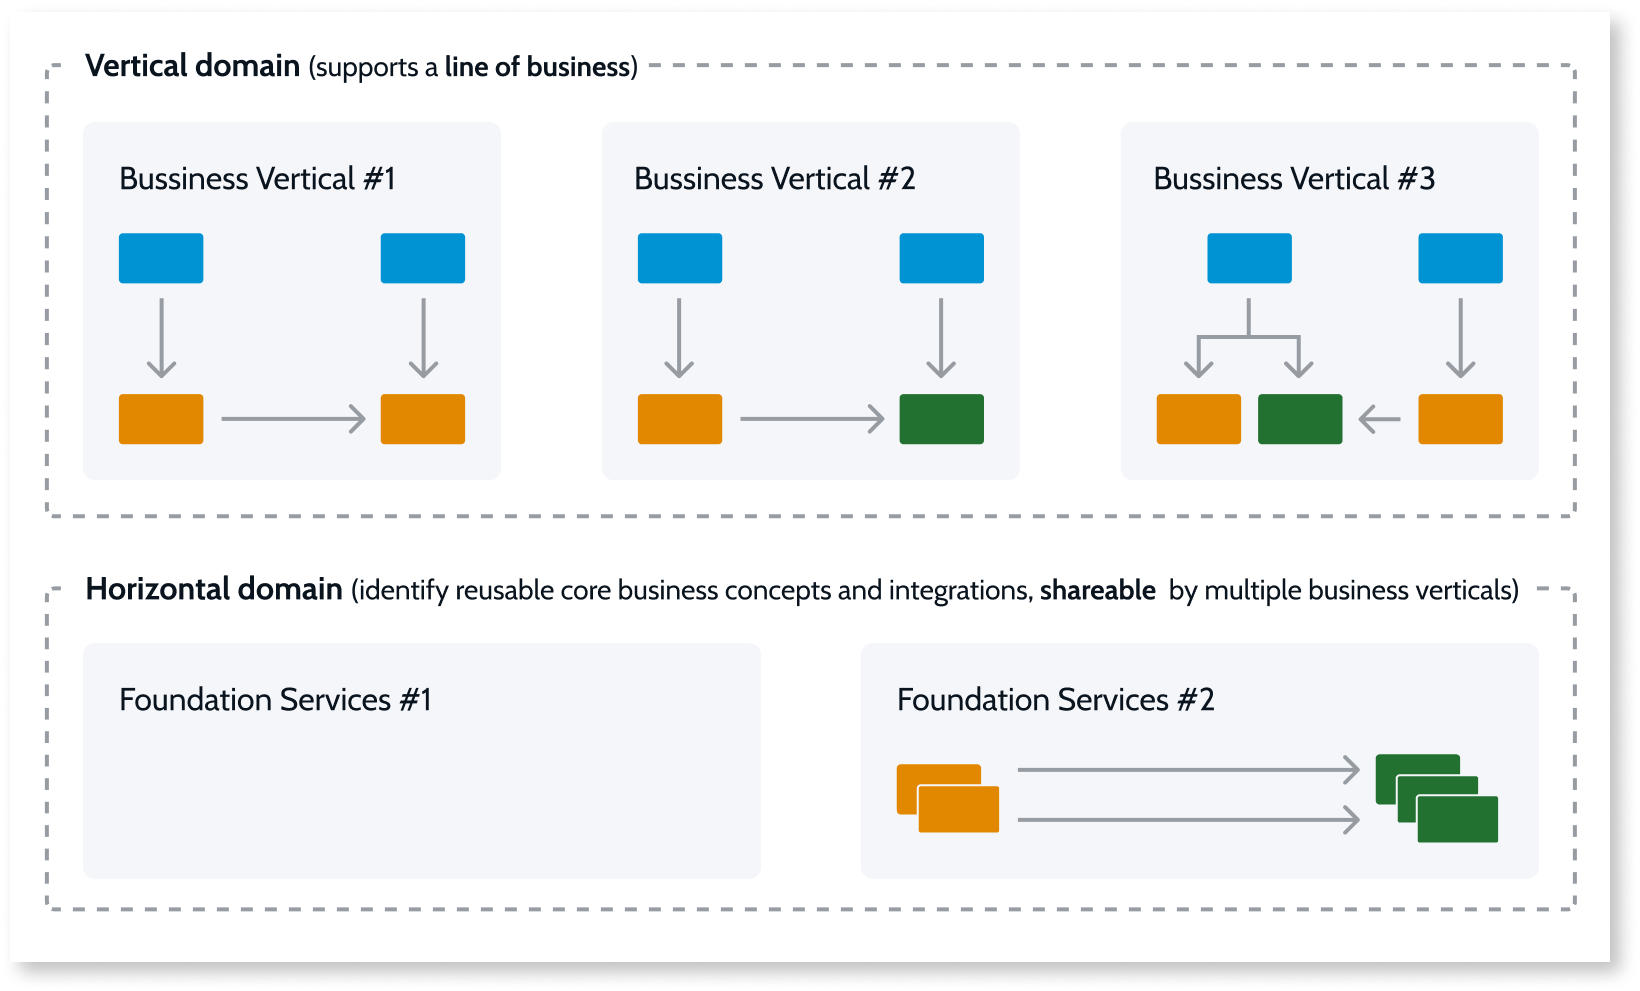 Vertical domain (supports a line of business)
Bussiness Vertical #1
Bussiness Vertical #2
Bussiness Vertical #3
Horizontal domain (identify reusable core business concepts and integrations, shareable by multiple business verticals)
Foundation Services #1
Foundation Services #2